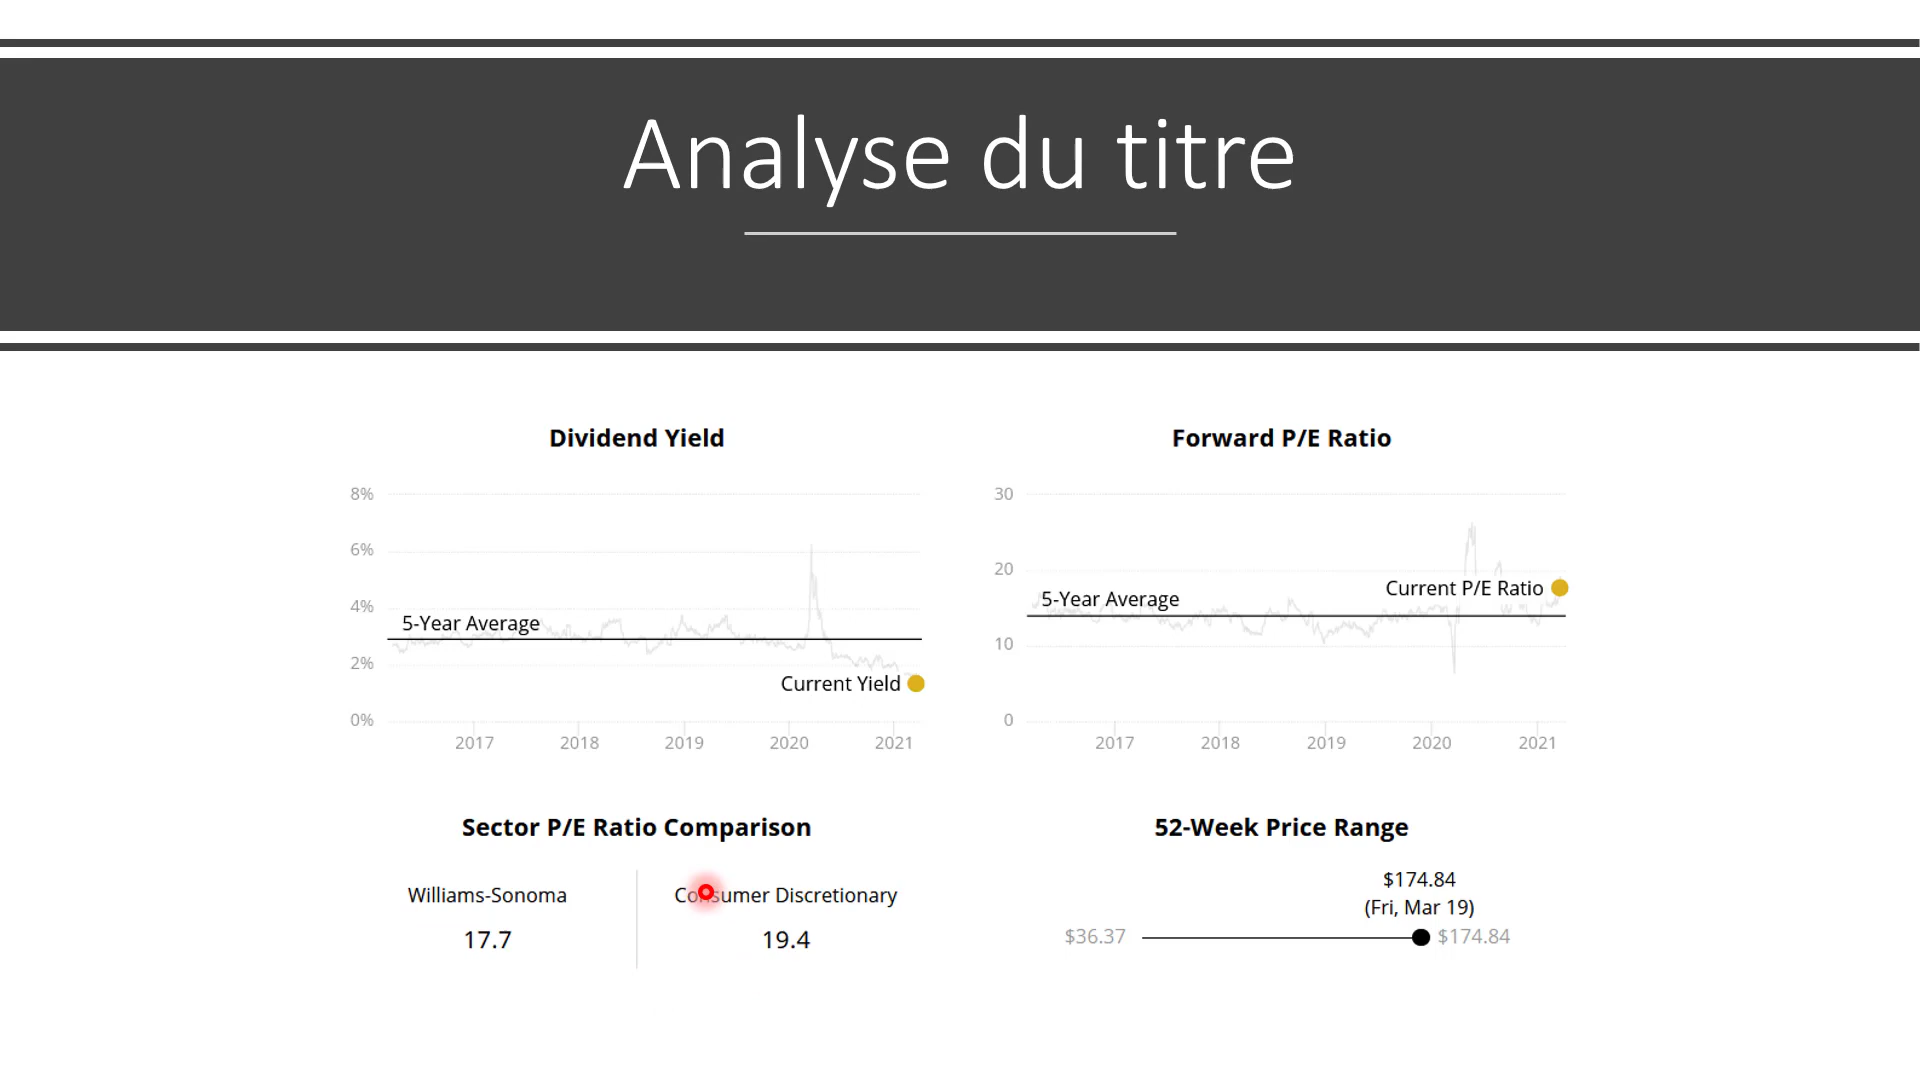 Analyse du titre
Dividend Yield
8%
6%
4%
2%
0%
5-Year Average
Current Yield
2017 2018 2019 2020 2021
Forward P/E Ratio
30
20
10
0
5-Year Average
Current P/E Ratio
2017 2018 2019 2020 2021
Sector P/E Ratio Comparison
Williams-Sonoma
17.7
Consumer Discretionary
19.4
52-Week Price Range
$174.84
(Fri, Mar 19)
$36.37 $174.84